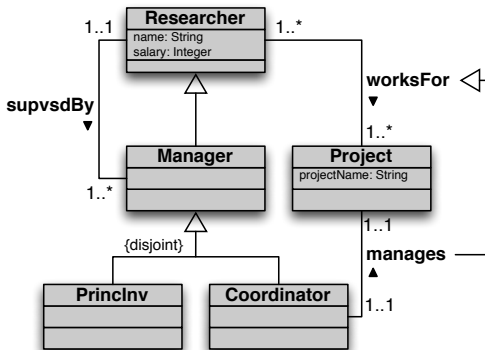 Researcher
name: String
salary: Integer
1..1
1..*
supvsdBy
worksFor
1..*
1..*
Manager
Project
projectName: String
{disjoint}
1..1
manages
1..1
PrincInv
Coordinator